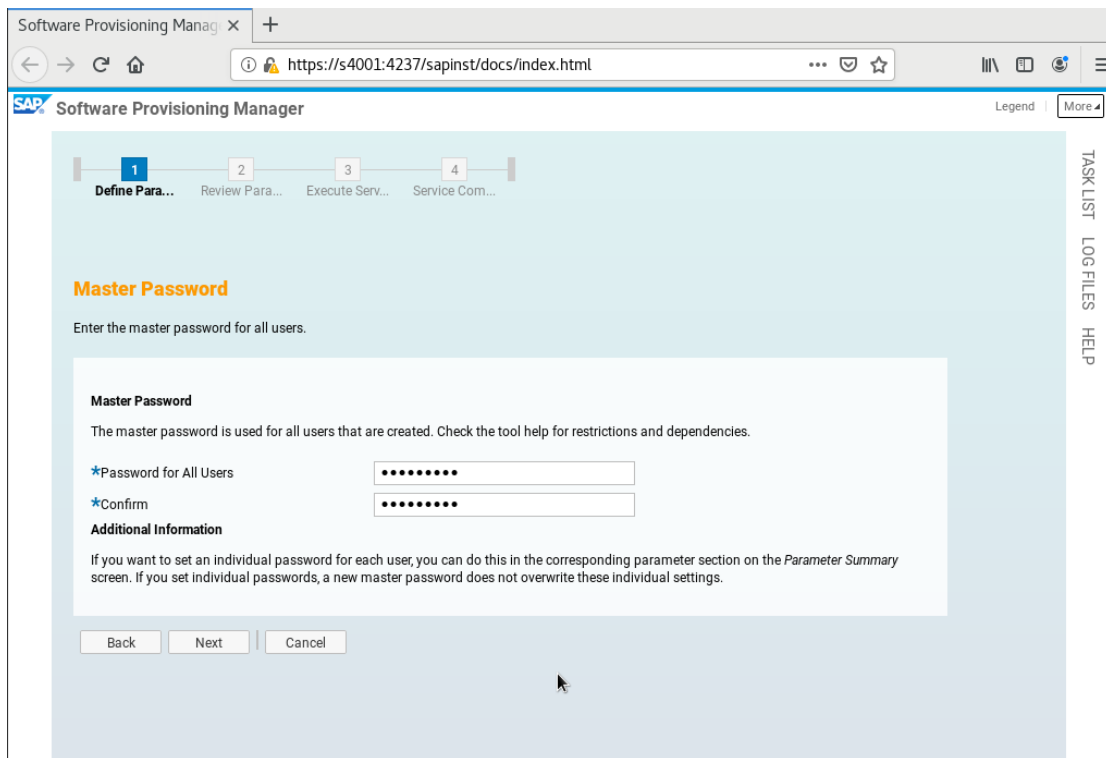 Software Provisioning Manag
https://s4001:4237/sapinst/docs/index.html
SAP Software Provisioning Manager
Legend
More
1 2 3 4
Define Para... Review Para... Execute Serv... Service Com...
TASK LIST
LOG FILES
HELP
Master Password
Enter the master password for all users.
Master Password
The master password is used for all users that are created. Check the tool help for restrictions and dependencies.
*Password for All Users •••••••••
*Confirm •••••••••
Additional Information
If you want to set an individual password for each user, you can do this in the corresponding parameter section on the Parameter Summary
screen. If you set individual passwords, a new master password does not overwrite these individual settings.
Back Next Cancel